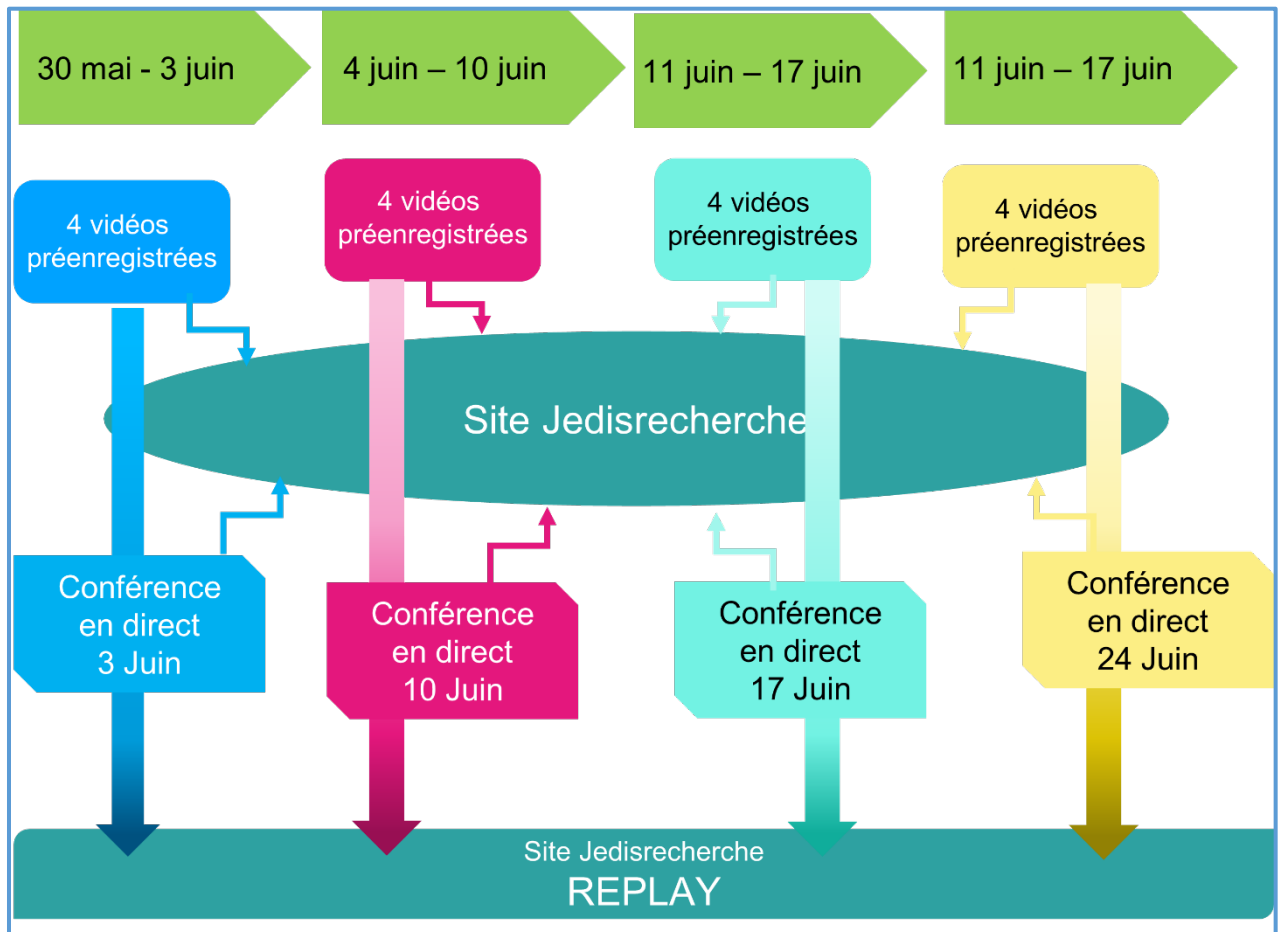 30 mai - 3 juin
4 juin – 10 juin
11 juin – 17 juin
11 juin – 17 juin
4 vidéos
préenregistrées
4 vidéos
préenregistrées
4 vidéos
préenregistrées
4 vidéos
préenregistrées
Site Jedisrecherche
Conférence
en direct
3 Juin
Conférence
en direct
10 Juin
Conférence
en direct
17 Juin
Conférence
en direct
24 Juin
Site Jedisrecherche
REPLAY